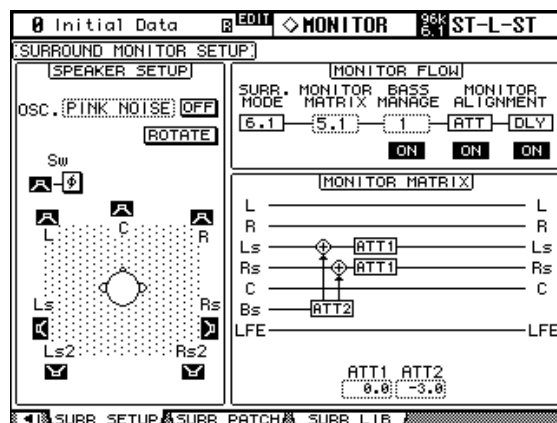 0 Initial Data EDIT ◇MONITOR 96k 6.1 ST-L-ST
SURROUND MONITOR SETUP
SPEAKER SETUP
OSC. PINK NOISE OFF
ROTATE
Sw
ϕ
L C R
Ls Rs
Ls2 Rs2
MONITOR FLOW
SURR. MODE MONITOR MATRIX BASS MANAGE MONITOR ALIGNMENT
6.1 5.1 1 ATT DLY
ON ON ON
MONITOR MATRIX
L L
R R
Ls ATT1 Ls
Rs ATT1 Rs
C C
Bs ATT2
LFE LFE
ATT1 ATT2
0.0 -3.0
SURR SETUP SURR PATCH SURR LIB